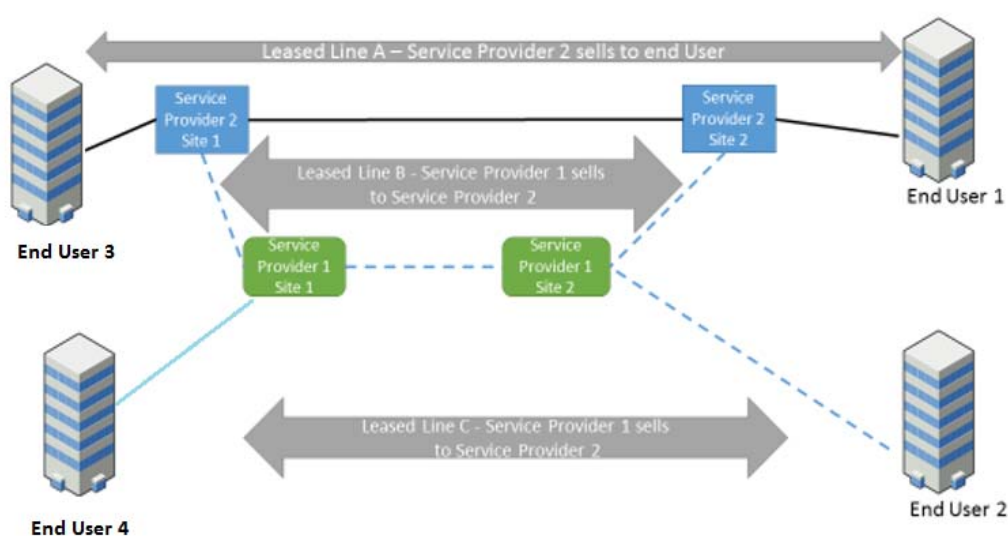 Leased Line A – Service Provider 2 sells to end User
Service
Provider 2
Site 1
Service
Provider 2
Site 2
Leased Line B - Service Provider 1 sells
to Service Provider 2
End User 1
End User 3
Service
Provider 1
Site 1
Service
Provider 1
Site 2
Leased Line C - Service Provider 1 sells
to Service Provider 2
End User 2
End User 4